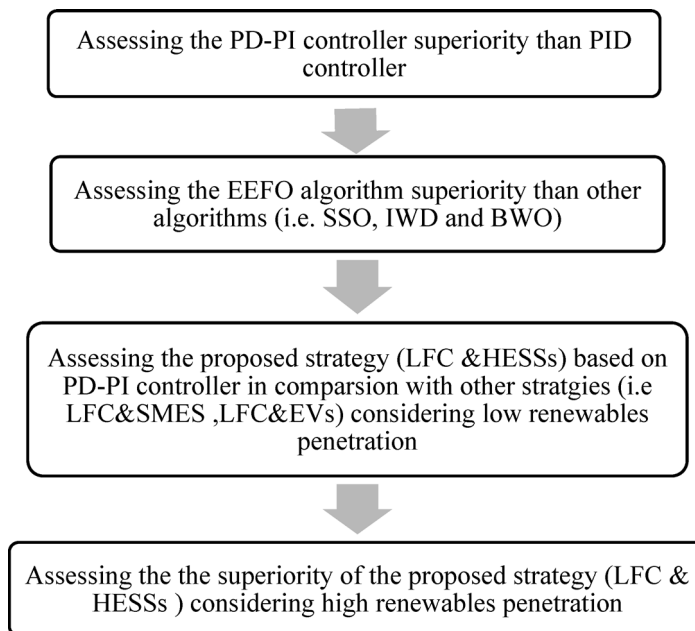 Assessing the PD-PI controller superiority than PID
controller
Assessing the EEFO algorithm superiority than other
algorithms (i.e. SSO, IWD and BWO)
Assessing the proposed strategy (LFC &HESSs) based on
PD-PI controller in comparsion with other stratgies (i.e
LFC&SMES ,LFC&EVs) considering low renewables
penetration
Assessing the the superiority of the proposed strategy (LFC &
HESSs ) considering high renewables penetration